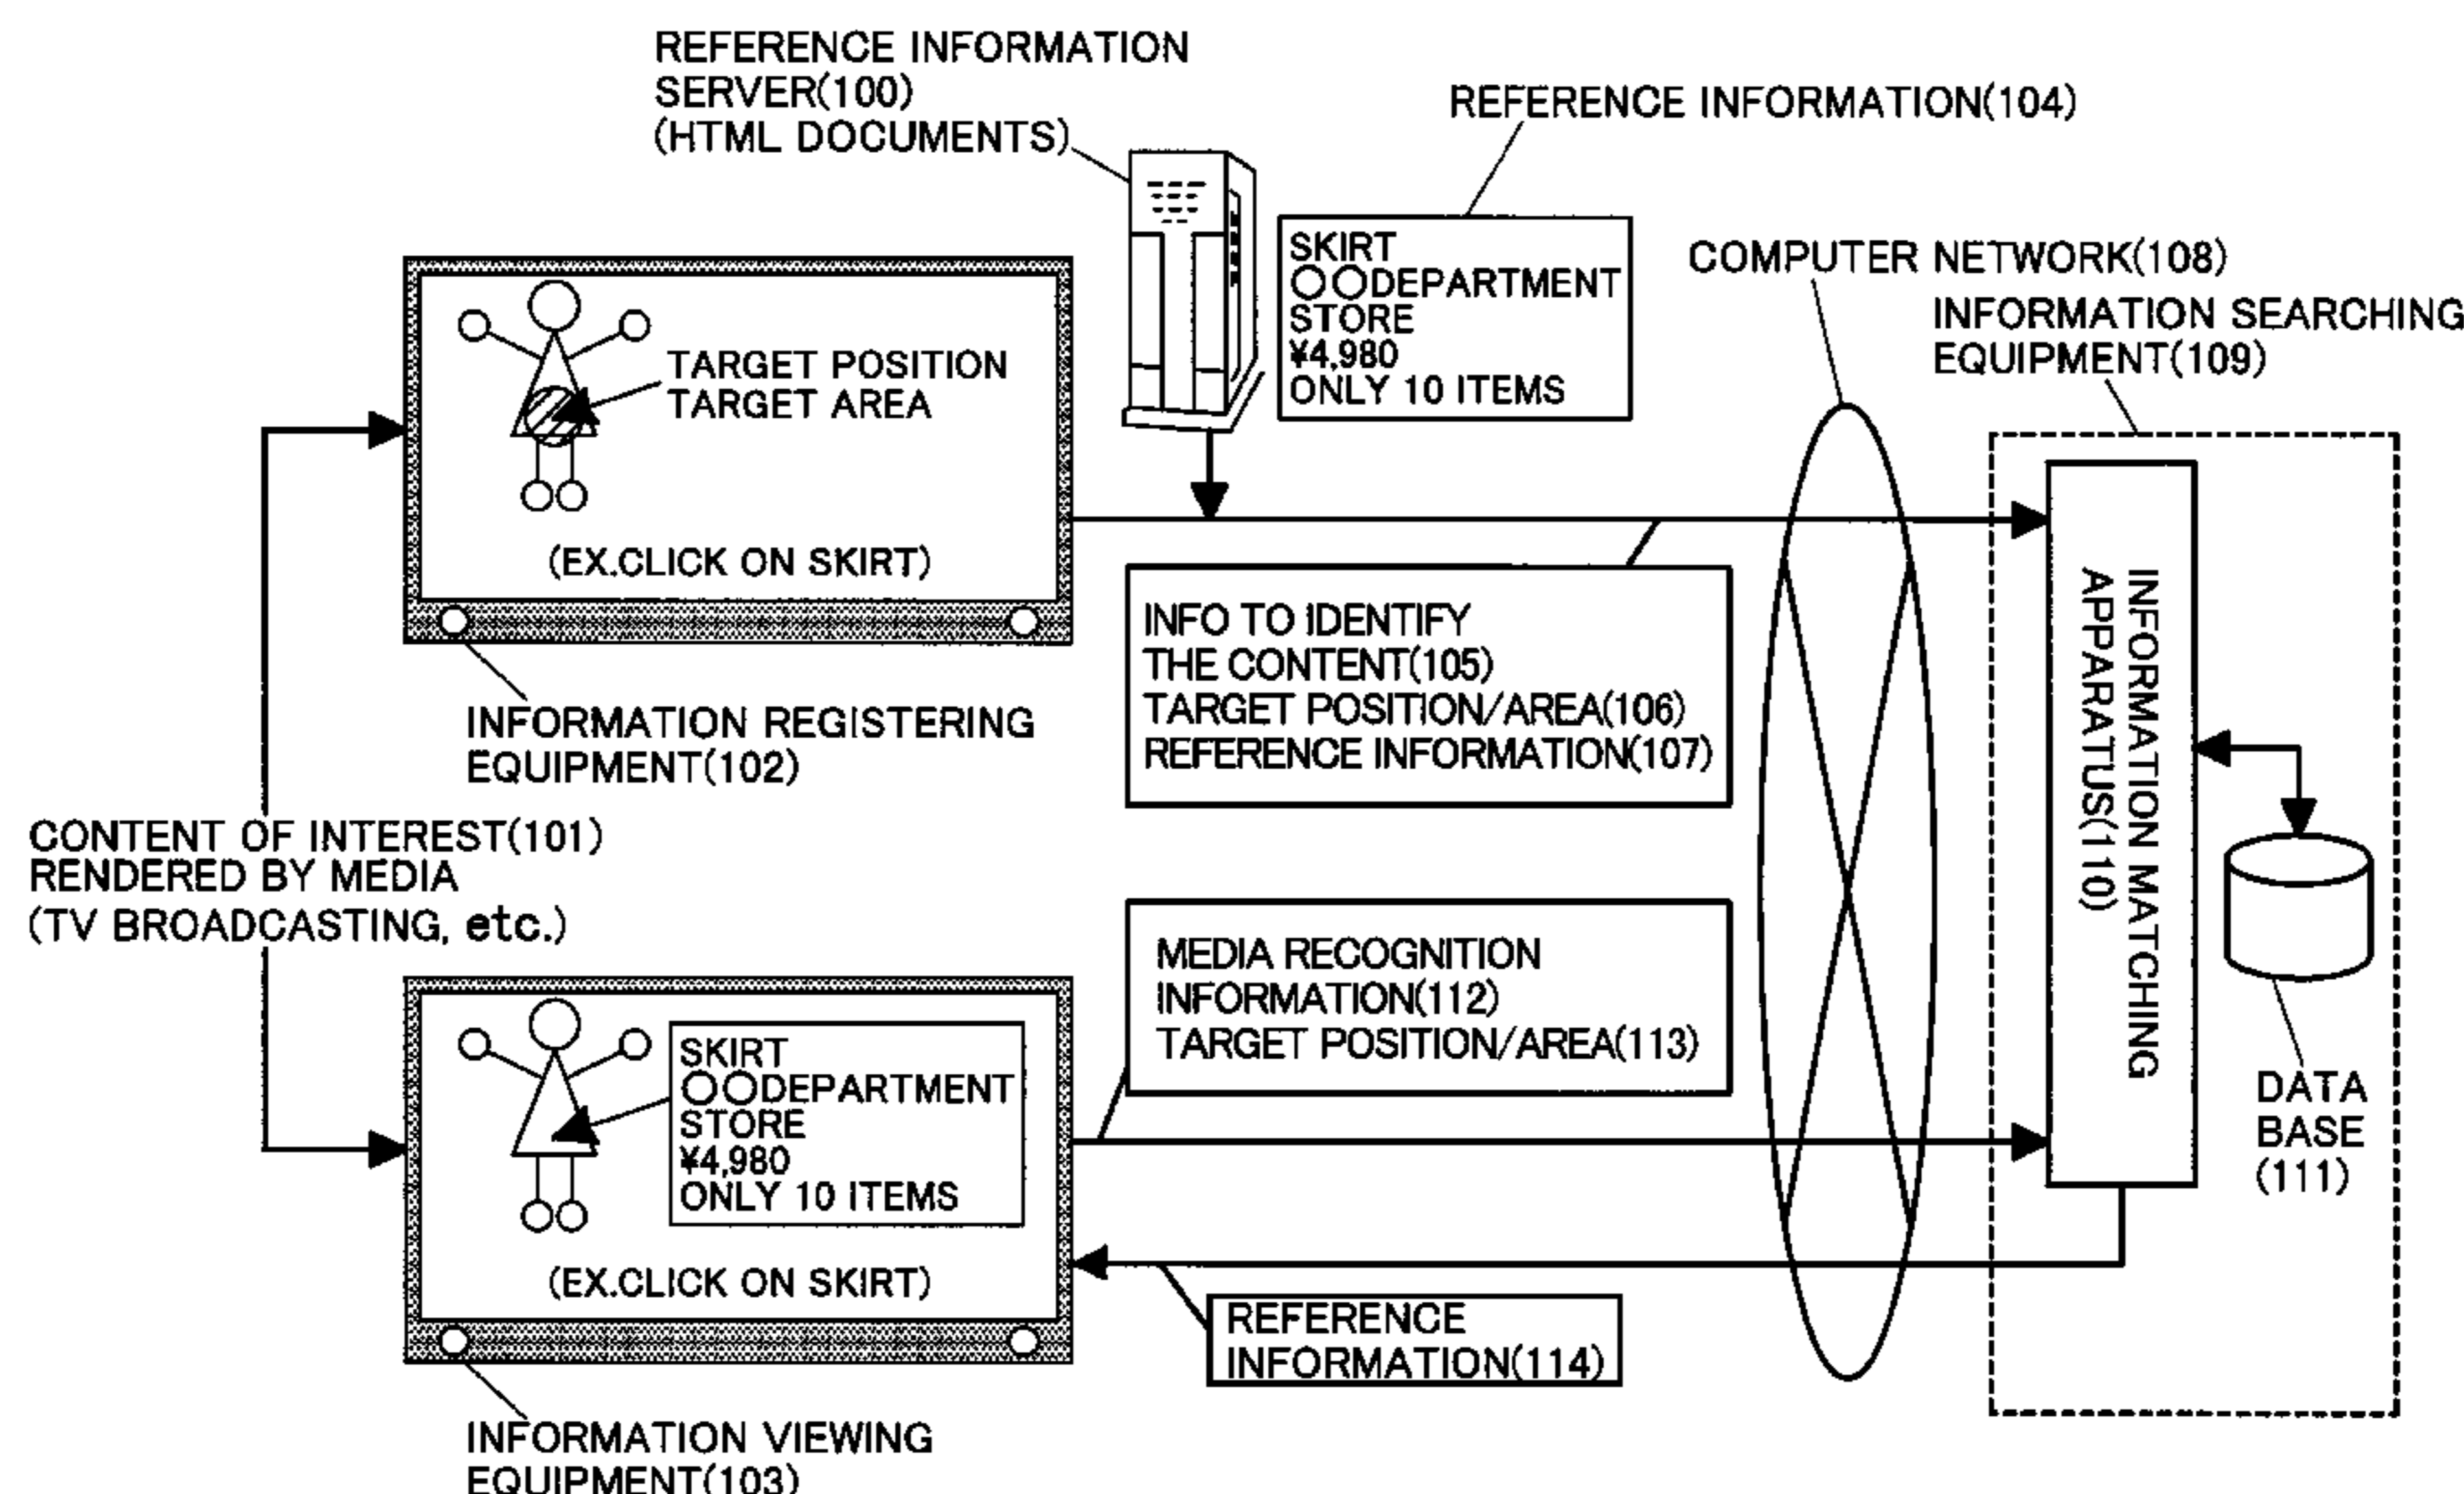 REFERENCE INFORMATION
SERVER(100)
(HTML DOCUMENTS)
REFERENCE INFORMATION(104)
SKIRT
○○DEPARTMENT
STORE
¥4,980
ONLY 10 ITEMS
COMPUTER NETWORK(108)
INFORMATION SEARCHING
EQUIPMENT(109)
TARGET POSITION
TARGET AREA
(EX.CLICK ON SKIRT)
INFORMATION REGISTERING
EQUIPMENT(102)
INFO TO IDENTIFY
THE CONTENT(105)
TARGET POSITION/AREA(106)
REFERENCE INFORMATION(107)
INFORMATION MATCHING
APPARATUS(110)
CONTENT OF INTEREST(101)
RENDERED BY MEDIA
(TV BROADCASTING, etc.)
MEDIA RECOGNITION
INFORMATION(112)
TARGET POSITION/AREA(113)
DATA
BASE
(111)
SKIRT
○○DEPARTMENT
STORE
¥4,980
ONLY 10 ITEMS
(EX.CLICK ON SKIRT)
REFERENCE
INFORMATION(114)
INFORMATION VIEWING
EQUIPMENT(103)